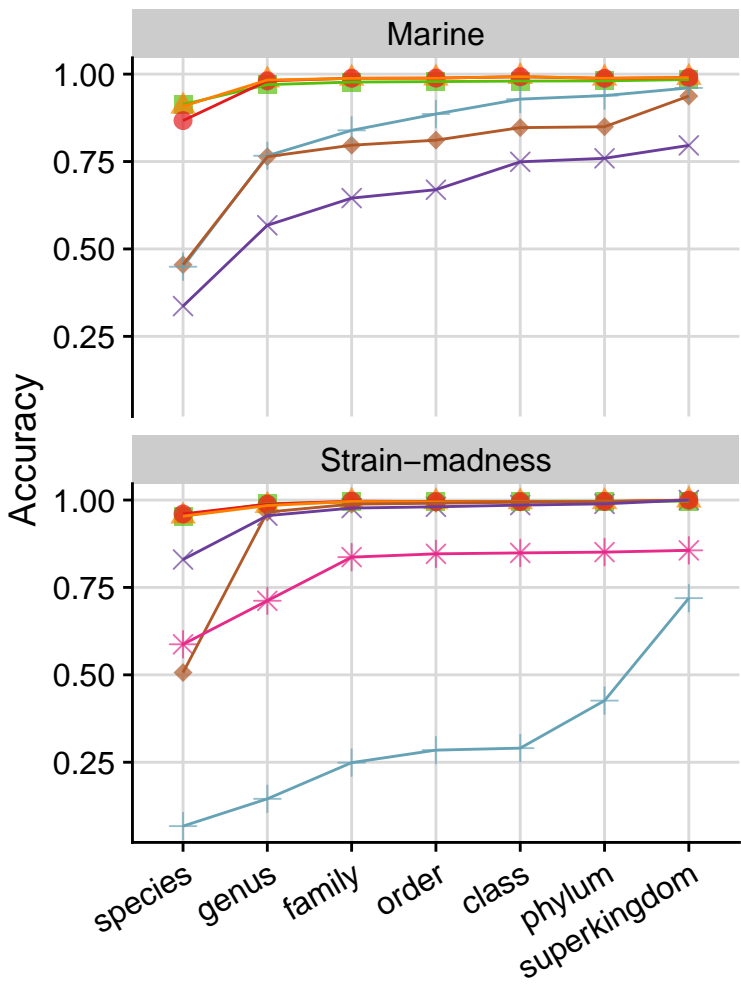 Marine
1.00
0.75
0.50
0.25
Accuracy
Strain−madness
1.00
0.75
0.50
0.25
species
genus
family
order
class
phylum
superkingdom